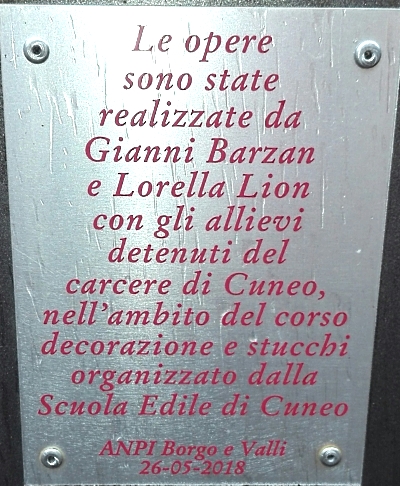 Le opere
sono state
realizzate da
Gianni Barzan
e Lorella Lion
con gli allievi
detenuti del
carcere di Cuneo,
nell'ambito del corso
decorazione e stucchi
organizzato dalla
Scuola Edile di Cuneo
ANPI Borgo e Valli
26-05-2018